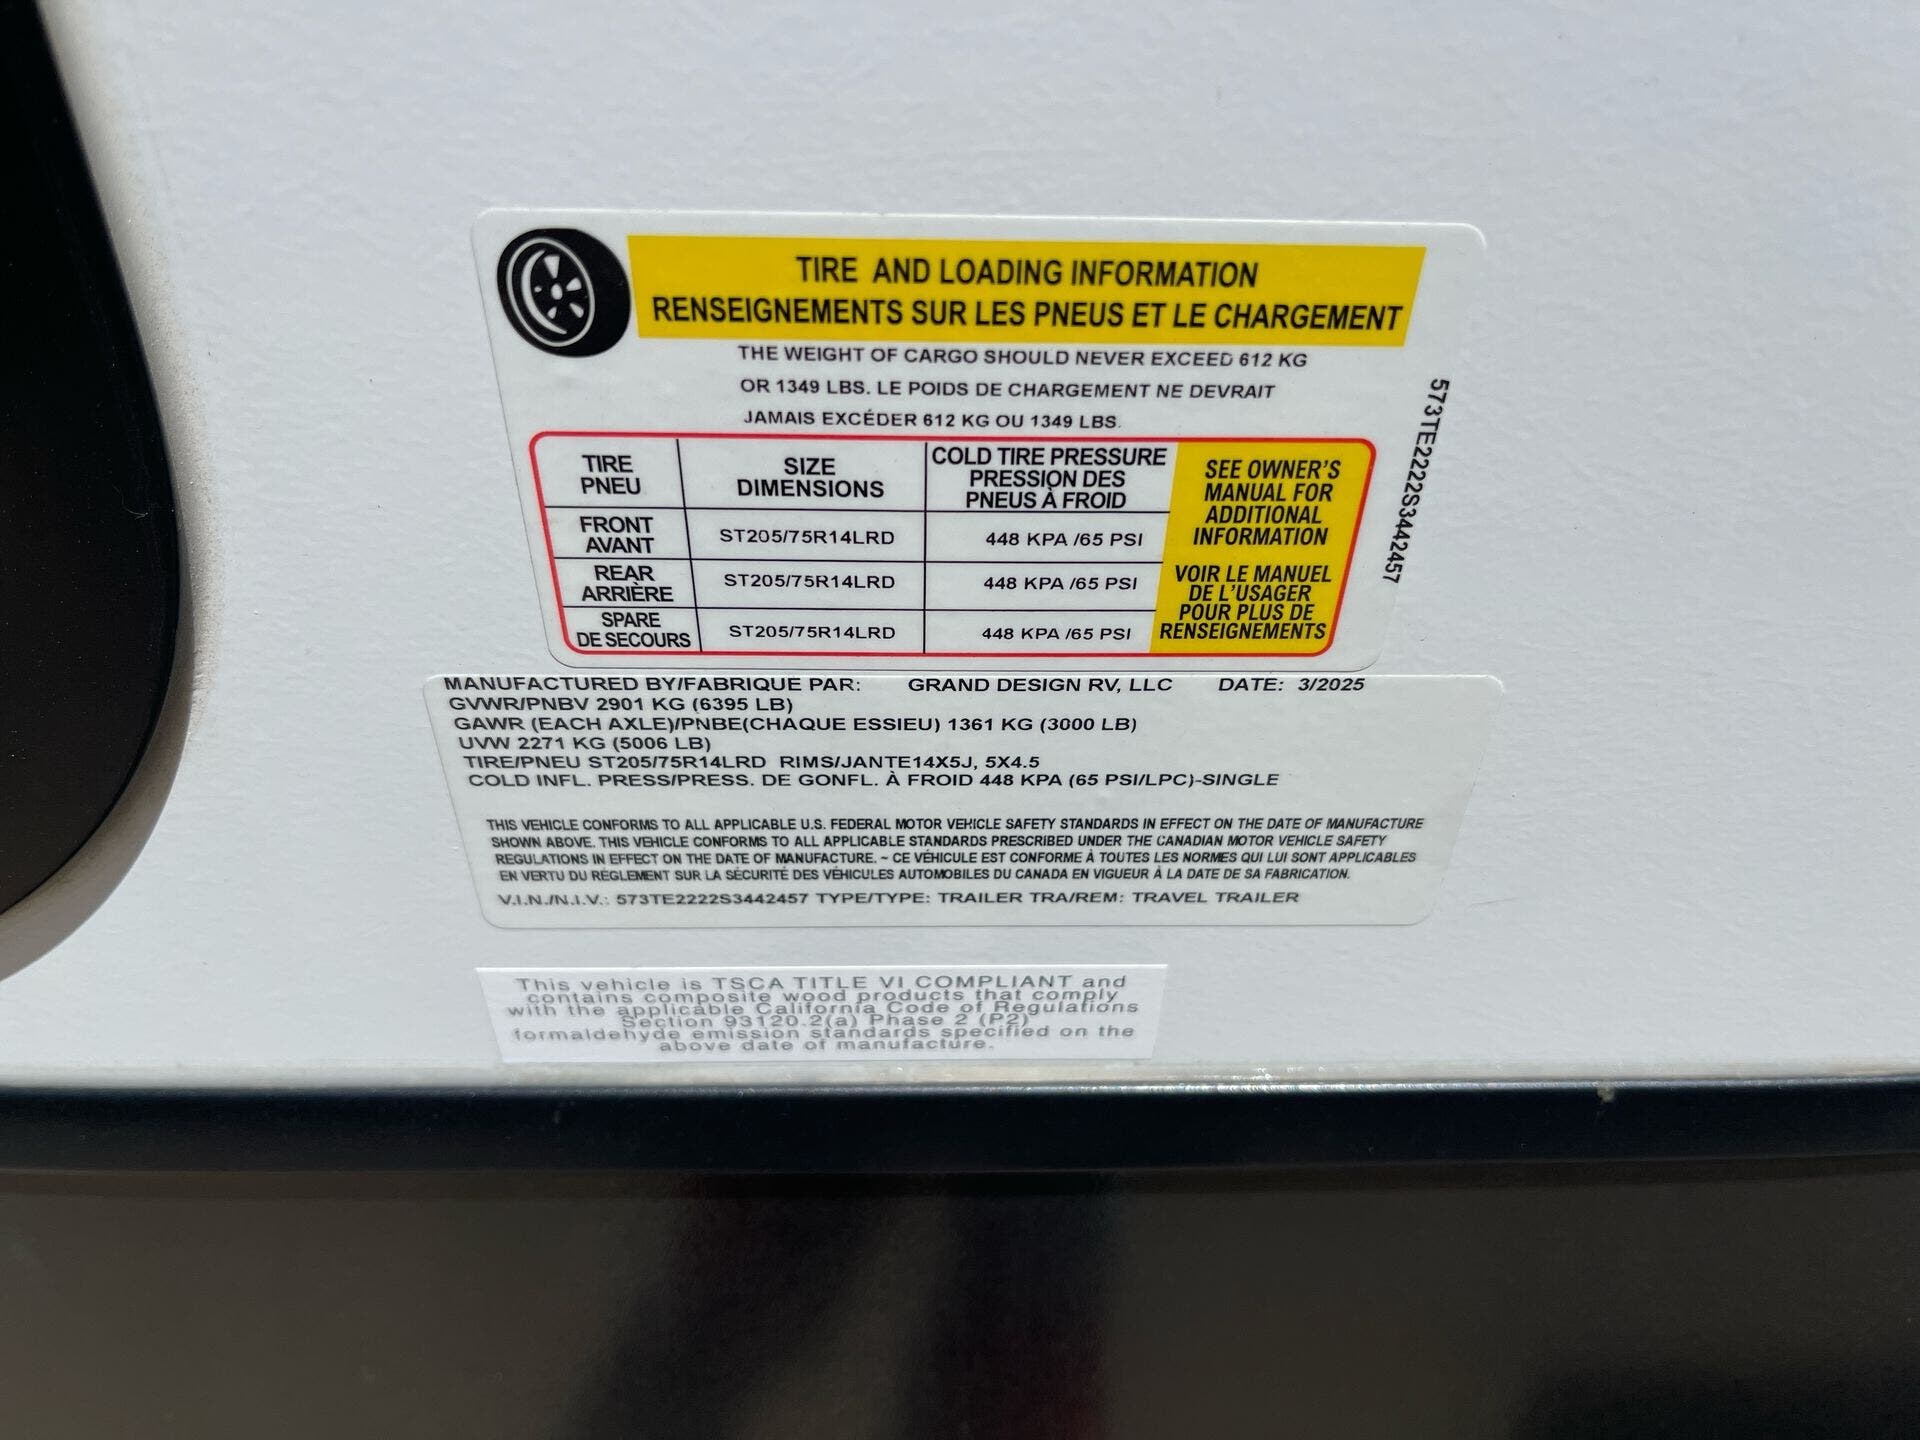 TIRE AND LOADING INFORMATION
RENSEIGNEMENTS SUR LES PNEUS ET LE CHARGEMENT
THE WEIGHT OF CARGO SHOULD NEVER EXCEED 612 KG
OR 1349 LBS. LE POIDS DE CHARGEMENT NE DEVRAIT
JAMAIS EXCÉDER 612 KG OU 1349 LBS.
TIRE PNEU SIZE DIMENSIONS COLD TIRE PRESSURE PRESSION DES PNEUS À FROID
FRONT AVANT ST205/75R14LRD 448 KPA /65 PSI
REAR ARRIÈRE ST205/75R14LRD 448 KPA /65 PSI
SPARE DE SECOURS ST205/75R14LRD 448 KPA /65 PSI
SEE OWNER'S
MANUAL FOR
ADDITIONAL
INFORMATION
VOIR LE MANUEL
DE L'USAGER
POUR PLUS DE
RENSEIGNEMENTS
573TE2222S3442457
MANUFACTURED BY/FABRIQUE PAR: GRAND DESIGN RV, LLC DATE: 3/2025
GVWR/PNBV 2901 KG (6395 LB)
GAWR (EACH AXLE)/PNBE(CHAQUE ESSIEU) 1361 KG (3000 LB)
UVW 2271 KG (5006 LB)
TIRE/PNEU ST205/75R14LRD RIMS/JANTE14X5J, 5X4.5
COLD INFL. PRESS/PRESS. DE GONFL. À FROID 448 KPA (65 PSI/LPC)-SINGLE
THIS VEHICLE CONFORMS TO ALL APPLICABLE U.S. FEDERAL MOTOR VEHICLE SAFETY STANDARDS IN EFFECT ON THE DATE OF MANUFACTURE
SHOWN ABOVE. THIS VEHICLE CONFORMS TO ALL APPLICABLE STANDARDS PRESCRIBED UNDER THE CANADIAN MOTOR VEHICLE SAFETY
REGULATIONS IN EFFECT ON THE DATE OF MANUFACTURE. ~ CE VÉHICULE EST CONFORME À TOUTES LES NORMES QUI LUI SONT APPLICABLES
EN VERTU DU RÈGLEMENT SUR LA SÉCURITÉ DES VÉHICULES AUTOMOBILES DU CANADA EN VIGUEUR À LA DATE DE SA FABRICATION.
V.I.N./N.I.V.: 573TE2222S3442457 TYPE/TYPE: TRAILER TRA/REM: TRAVEL TRAILER
This vehicle is TSCA TITLE VI COMPLIANT and
contains composite wood products that comply
with the applicable California Code of Regulations
Section 93120.2(a) Phase 2 (P2)
formaldehyde emission standards specified on the
above date of manufacture.